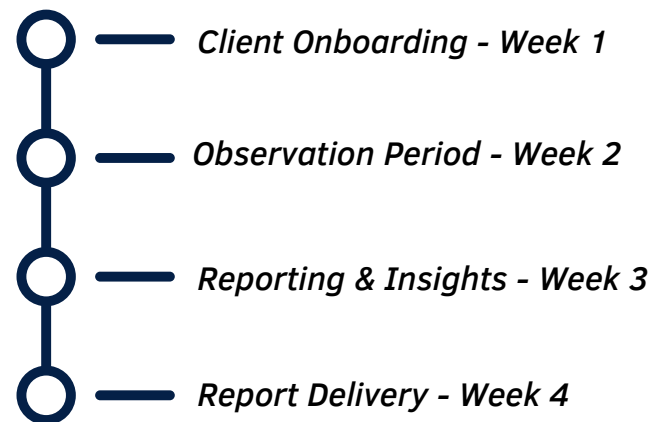 Client Onboarding - Week 1
Observation Period - Week 2
Reporting & Insights - Week 3
Report Delivery - Week 4